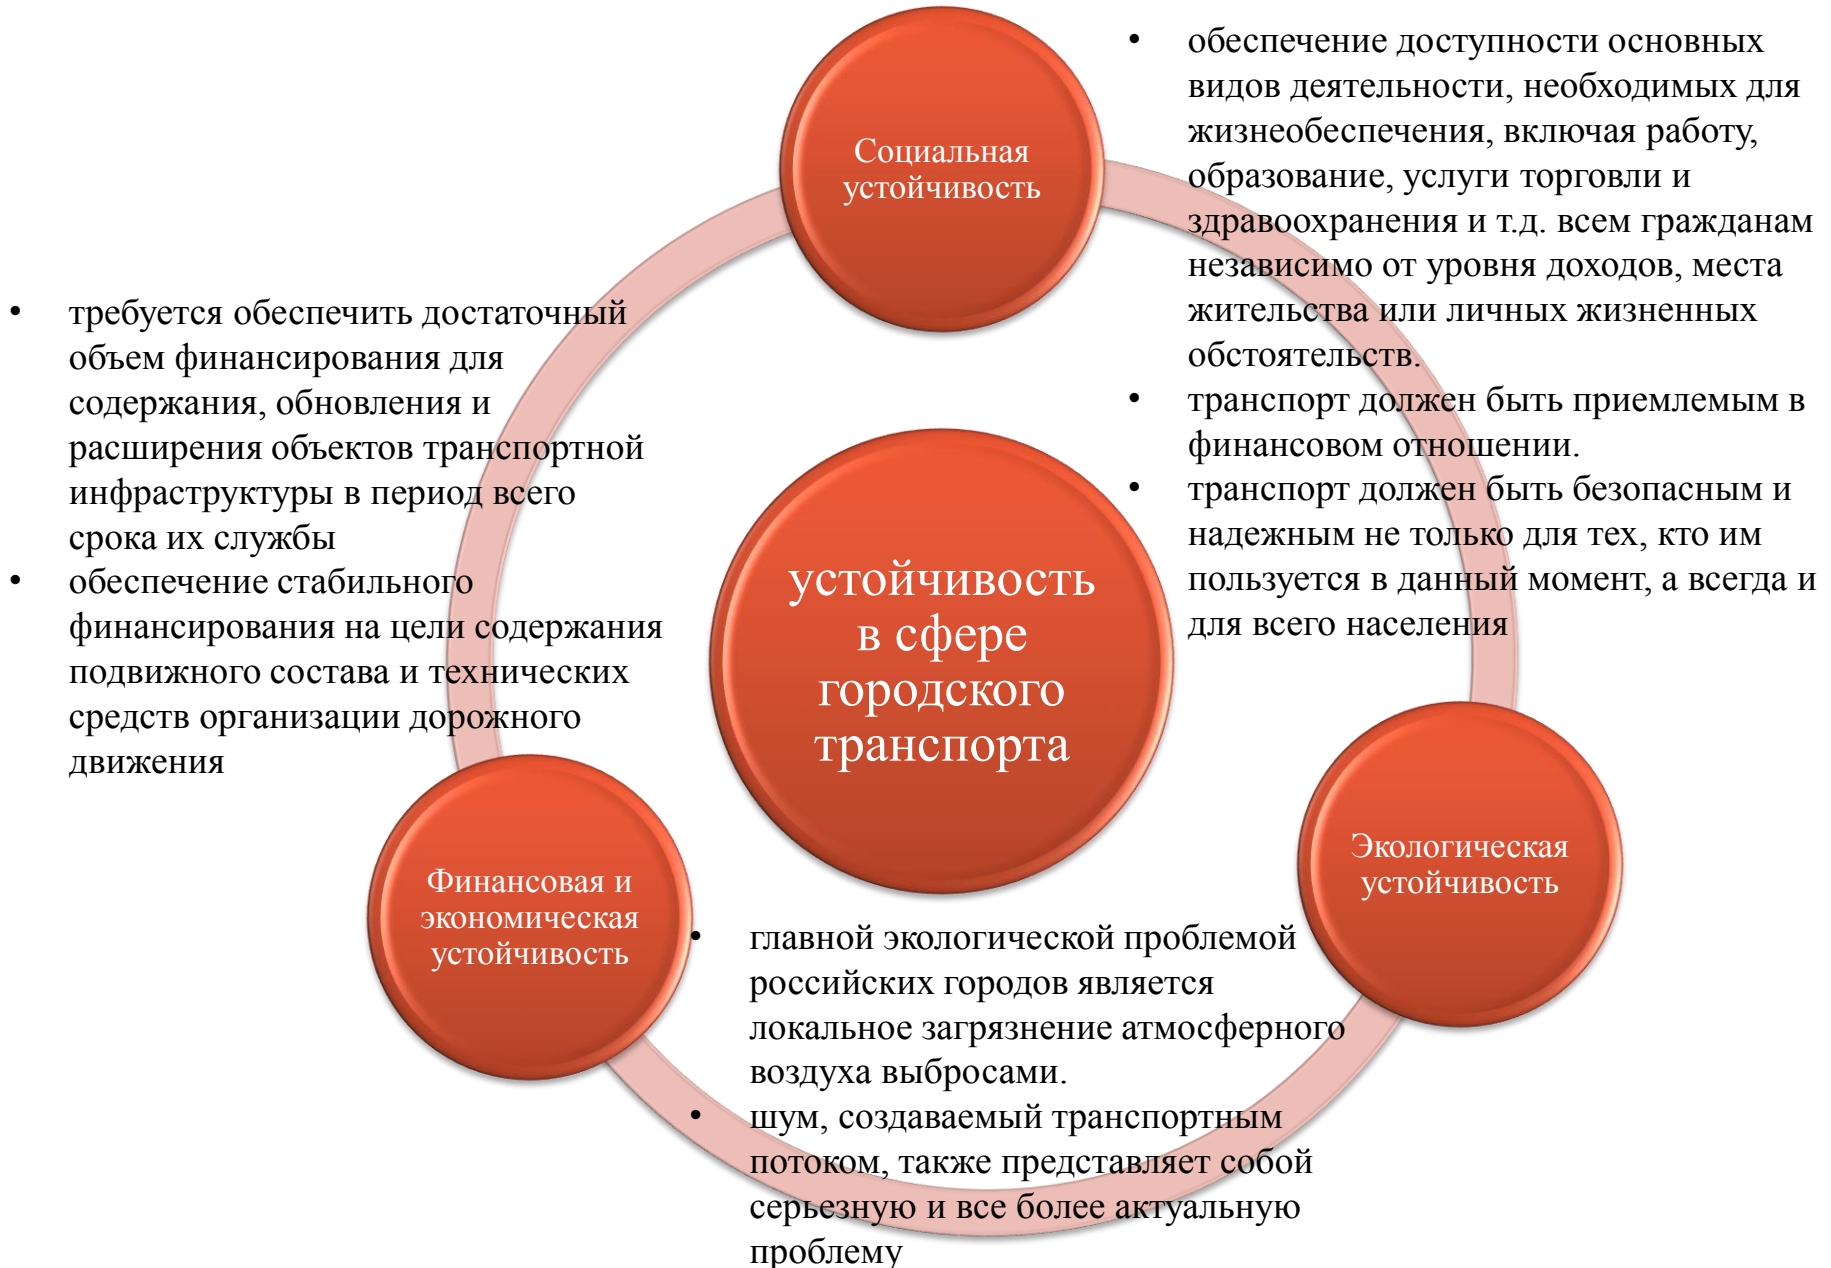 Социальная
устойчивость
• обеспечение доступности основных
видов деятельности, необходимых для
жизнеобеспечения, включая работу,
образование, услуги торговли и
здравоохранения и т.д. всем гражданам
независимо от уровня доходов, места
жительства или личных жизненных
обстоятельств.
• транспорт должен быть приемлемым в
финансовом отношении.
• транспорт должен быть безопасным и
надежным не только для тех, кто им
пользуется в данный момент, а всегда и
для всего населения
• требуется обеспечить достаточный
объем финансирования для
содержания, обновления и
расширения объектов транспортной
инфраструктуры в период всего
срока их службы
• обеспечение стабильного
финансирования на цели содержания
подвижного состава и технических
средств организации дорожного
движения
устойчивость
в сфере
городского
транспорта
Финансовая и
экономическая
устойчивость
Экологическая
устойчивость
• главной экологической проблемой
российских городов является
локальное загрязнение атмосферного
воздуха выбросами.
• шум, создаваемый транспортным
потоком, также представляет собой
серьезную и все более актуальную
проблему